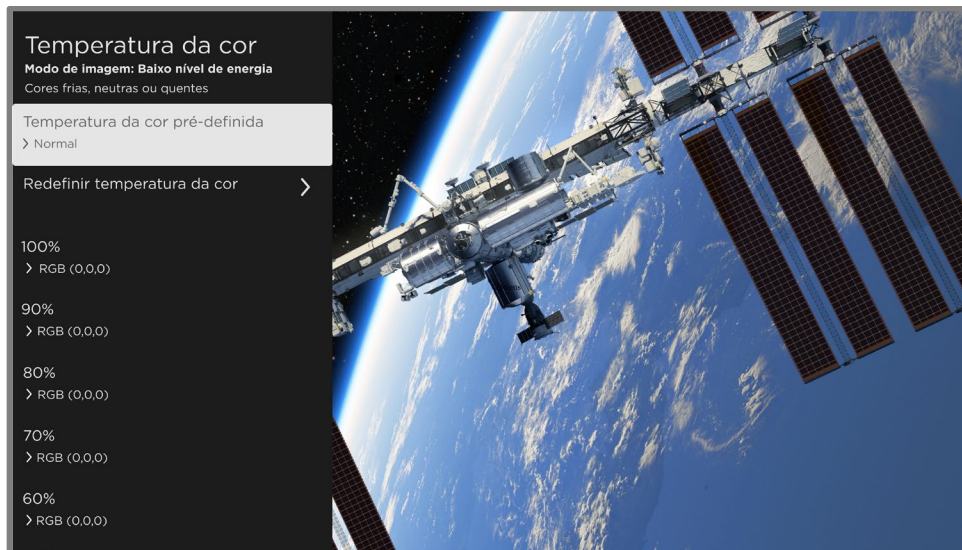 Temperatura da cor
Modo de imagem: Baixo nível de energia
Cores frias, neutras ou quentes
Temperatura da cor pré-definida
Normal
Redefinir temperatura da cor
100%
RGB (0,0,0)
90%
RGB (0,0,0)
80%
RGB (0,0,0)
70%
RGB (0,0,0)
60%
RGB (0,0,0)